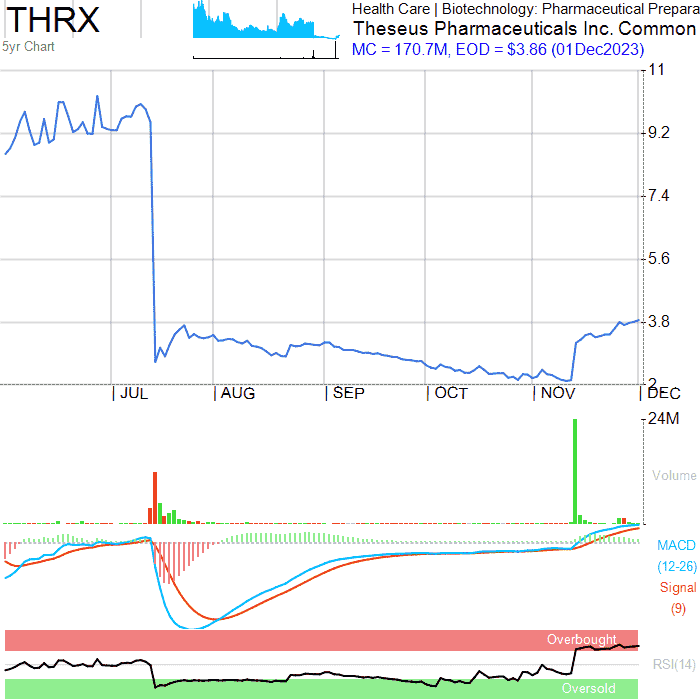 THRX
5yr Chart
Health Care | Biotechnology: Pharmaceutical Prepara
Theseus Pharmaceuticals Inc. Common
MC = 170.7M, EOD = $3.86 (01Dec2023)
11
9.2
7.4
5.6
3.8
2
JUL AUG SEP OCT NOV DEC
24M
Volume
MACD
(12-26)
Signal
(9)
Overbought
RSI(14)
Oversold